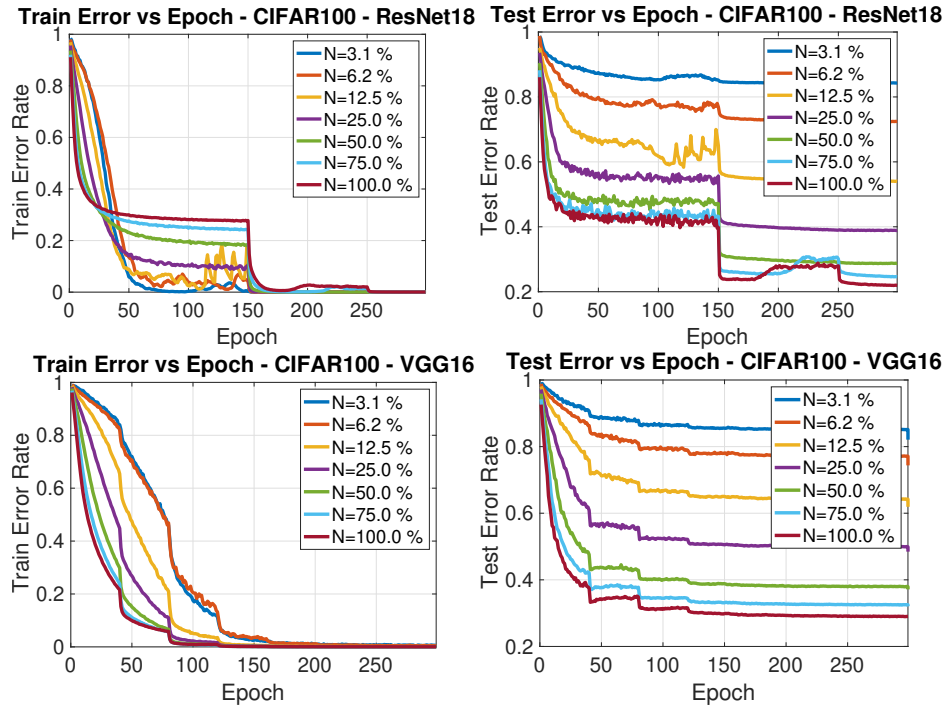 Train Error vs Epoch - CIFAR100 - ResNet18
1
0.8
0.6
0.4
0.2
0
Train Error Rate
0 50 100 150 200 250
Epoch
N=3.1 %
N=6.2 %
N=12.5 %
N=25.0 %
N=50.0 %
N=75.0 %
N=100.0 %
Test Error vs Epoch - CIFAR100 - ResNet18
1
0.8
0.6
0.4
0.2
Test Error Rate
0 50 100 150 200 250
Epoch
N=3.1 %
N=6.2 %
N=12.5 %
N=25.0 %
N=50.0 %
N=75.0 %
N=100.0 %
Train Error vs Epoch - CIFAR100 - VGG16
1
0.8
0.6
0.4
0.2
0
Train Error Rate
0 50 100 150 200 250
Epoch
N=3.1 %
N=6.2 %
N=12.5 %
N=25.0 %
N=50.0 %
N=75.0 %
N=100.0 %
Test Error vs Epoch - CIFAR100 - VGG16
1
0.8
0.6
0.4
0.2
Test Error Rate
0 50 100 150 200 250
Epoch
N=3.1 %
N=6.2 %
N=12.5 %
N=25.0 %
N=50.0 %
N=75.0 %
N=100.0 %